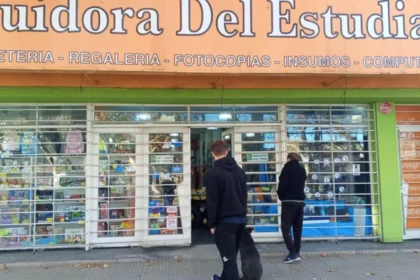 uidora Del Estudia
ETERIA - REGALERIA - FOTOCOPIAS - INSUMOS - COMPUT